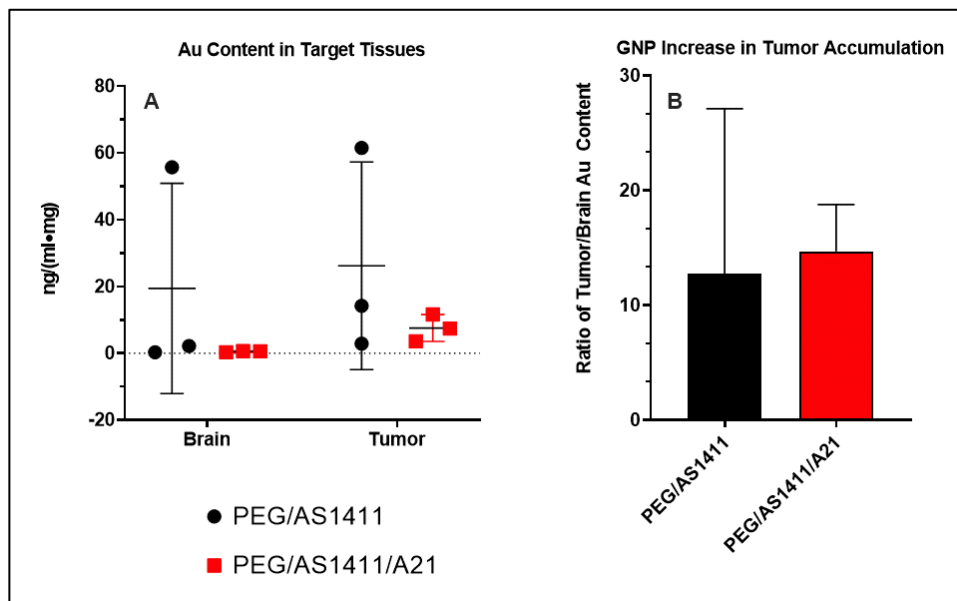 Au Content in Target Tissues
A
80
60
40
20
0
-20
ng/(ml•mg)
Brain
Tumor
PEG/AS1411
PEG/AS1411/A21
GNP Increase in Tumor Accumulation
B
30
20
10
0
Ratio of Tumor/Brain Au Content
PEG/AS1411
PEG/AS1411/A21